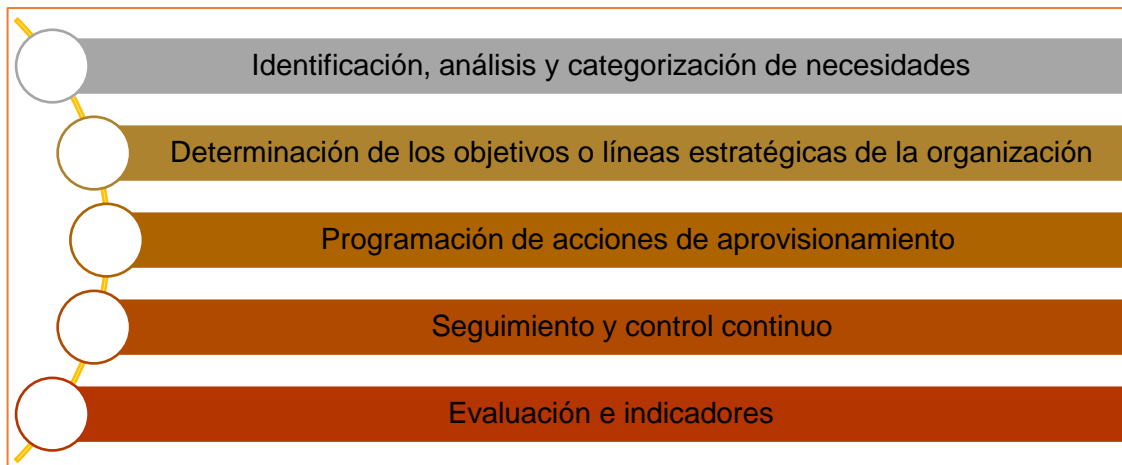 Identificación, análisis y categorización de necesidades
Determinación de los objetivos o líneas estratégicas de la organización
Programación de acciones de aprovisionamiento
Seguimiento y control continuo
Evaluación e indicadores